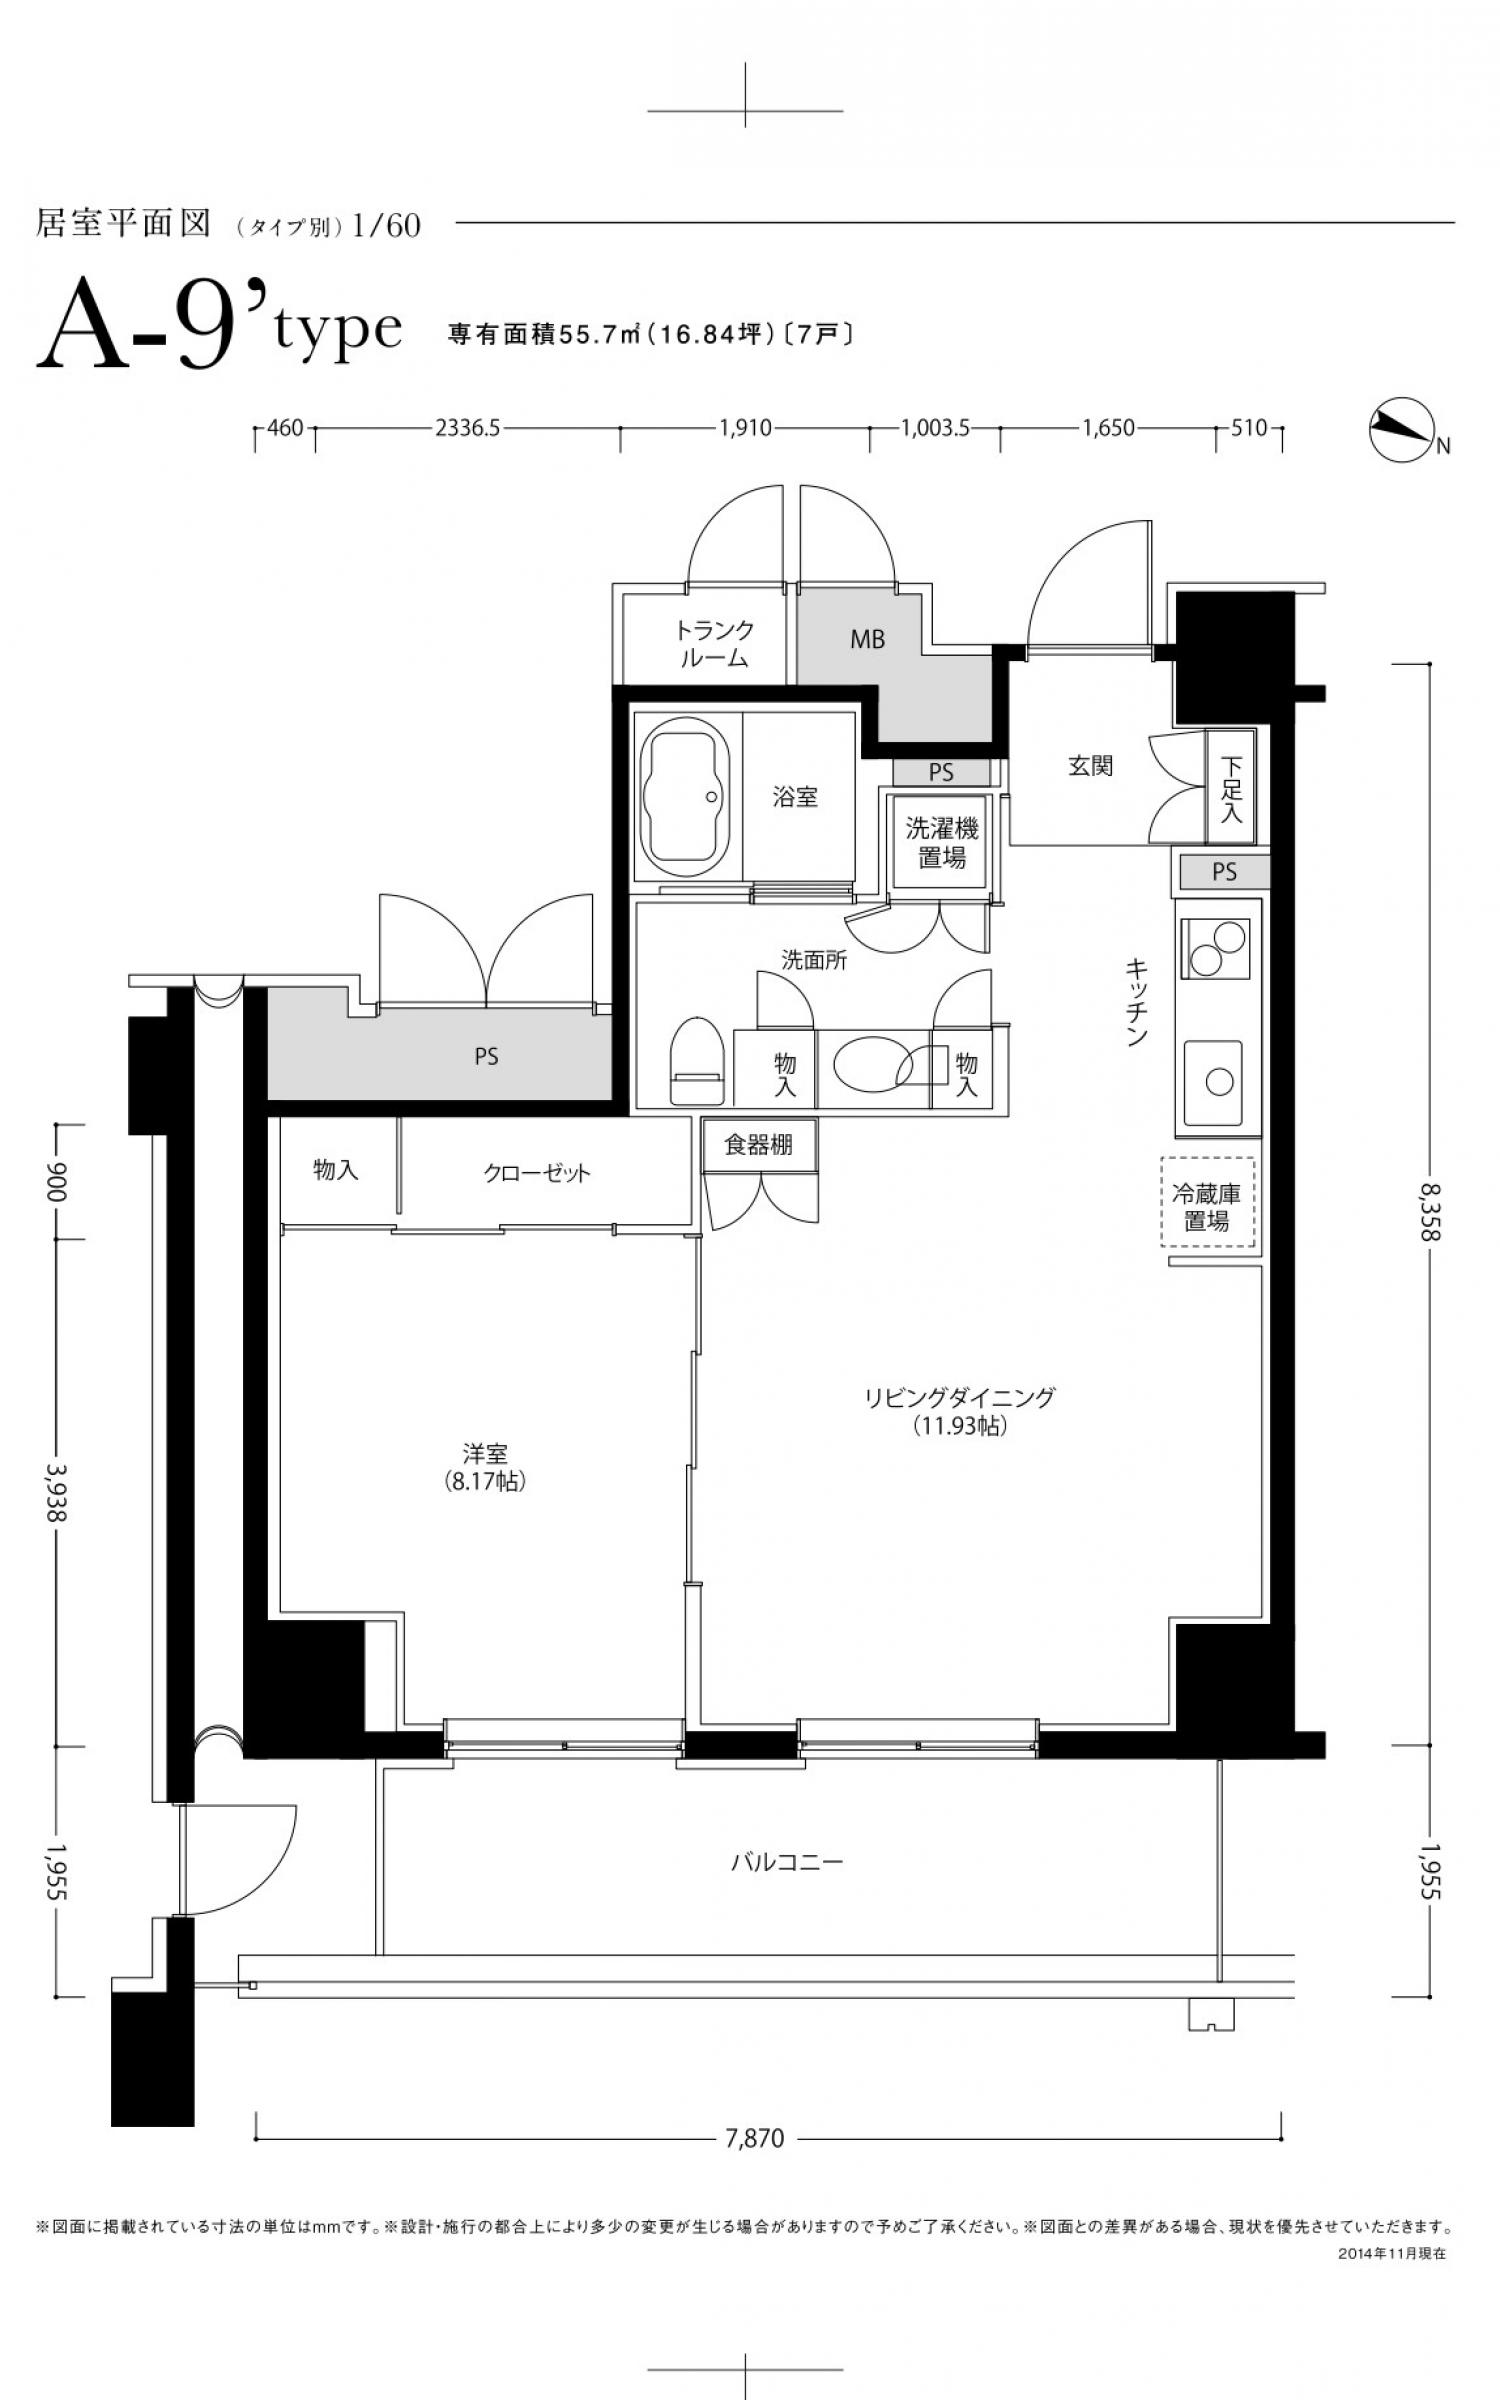 居室平面図 (タイプ別) 1/60
A-9’type 専有面積55.7㎡(16.84坪)〔7戸〕
460 2336.5 1,910 1,003.5 1,650 510
N
トランク
ルーム
MB
PS
玄関
下足入
浴室
洗濯機
置場
PS
洗面所
キッチン
PS
物入
物入
物入
クローゼット
食器棚
冷蔵庫
置場
900
8,358
リビングダイニング
(11.93帖)
洋室
(8.17帖)
3,938
バルコニー
1,955
1,955
7,870
※図面に掲載されている寸法の単位はmmです。※設計・施行の都合上により多少の変更が生じる場合がありますので予めご了承ください。※図面との差異がある場合、現状を優先させていただきます。
2014年11月現在